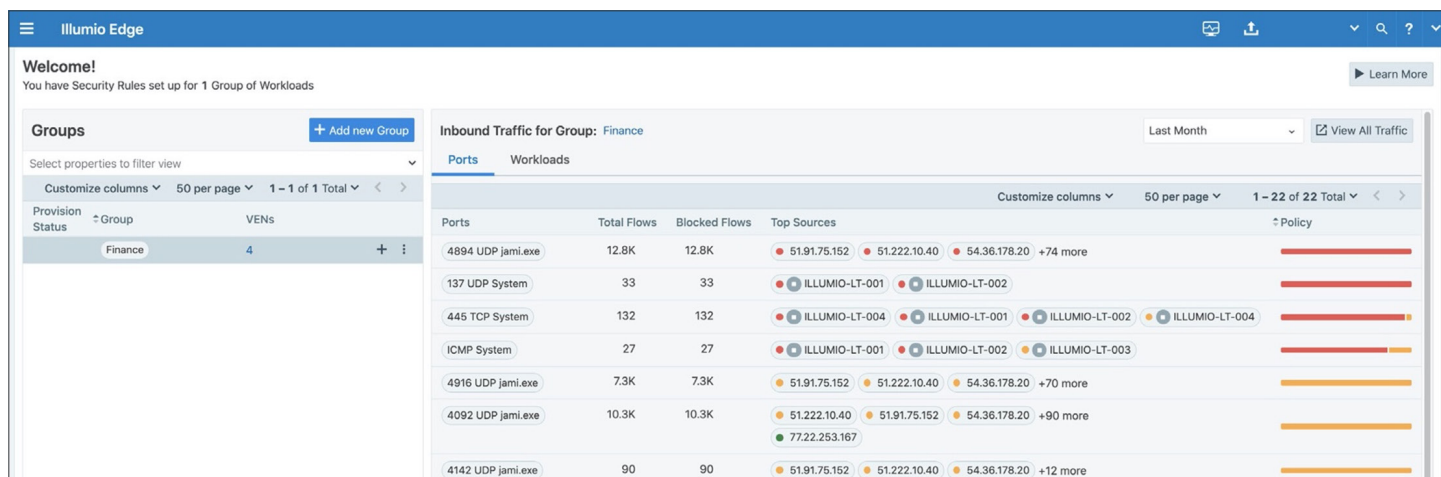 Illumio Edge
Welcome!
You have Security Rules set up for 1 Group of Workloads
Learn More
Groups
+ Add new Group
Select properties to filter view
Customize columns 50 per page 1 – 1 of 1 Total
Provision Status Group VENs
Finance 4
Inbound Traffic for Group: Finance
Last Month
View All Traffic
Ports Workloads
Customize columns 50 per page 1 – 22 of 22 Total
Ports Total Flows Blocked Flows Top Sources Policy
4894 UDP jami.exe 12.8K 12.8K 51.91.75.152 51.222.10.40 54.36.178.20 +74 more
137 UDP System 33 33 ILLUMIO-LT-001 ILLUMIO-LT-002
445 TCP System 132 132 ILLUMIO-LT-004 ILLUMIO-LT-001 ILLUMIO-LT-002 ILLUMIO-LT-004
ICMP System 27 27 ILLUMIO-LT-001 ILLUMIO-LT-002 ILLUMIO-LT-003
4916 UDP jami.exe 7.3K 7.3K 51.91.75.152 51.222.10.40 54.36.178.20 +70 more
4092 UDP jami.exe 10.3K 10.3K 51.222.10.40 51.91.75.152 54.36.178.20 +90 more
77.22.253.167
4142 UDP jami.exe 90 90 51.91.75.152 51.222.10.40 54.36.178.20 +12 more